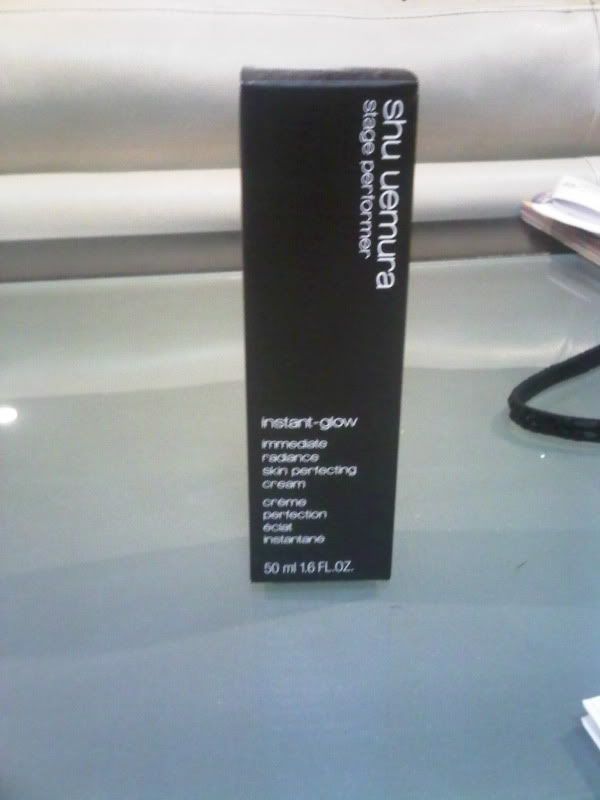 shu uemura
stage performer
instant-glow
immediate
radiance
skin perfecting
cream
crème
perfection
éclat
instantané
50 ml 1.6 FL.OZ.